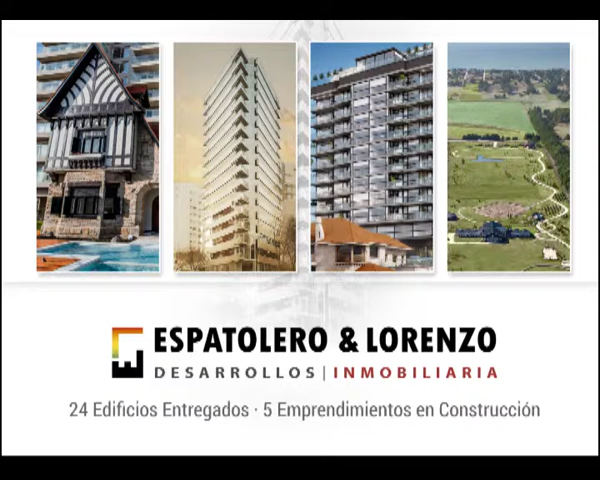 ESPATOLERO & LORENZO
DESARROLLOS | INMOBILIARIA
24 Edificios Entregados · 5 Emprendimientos en Construcción